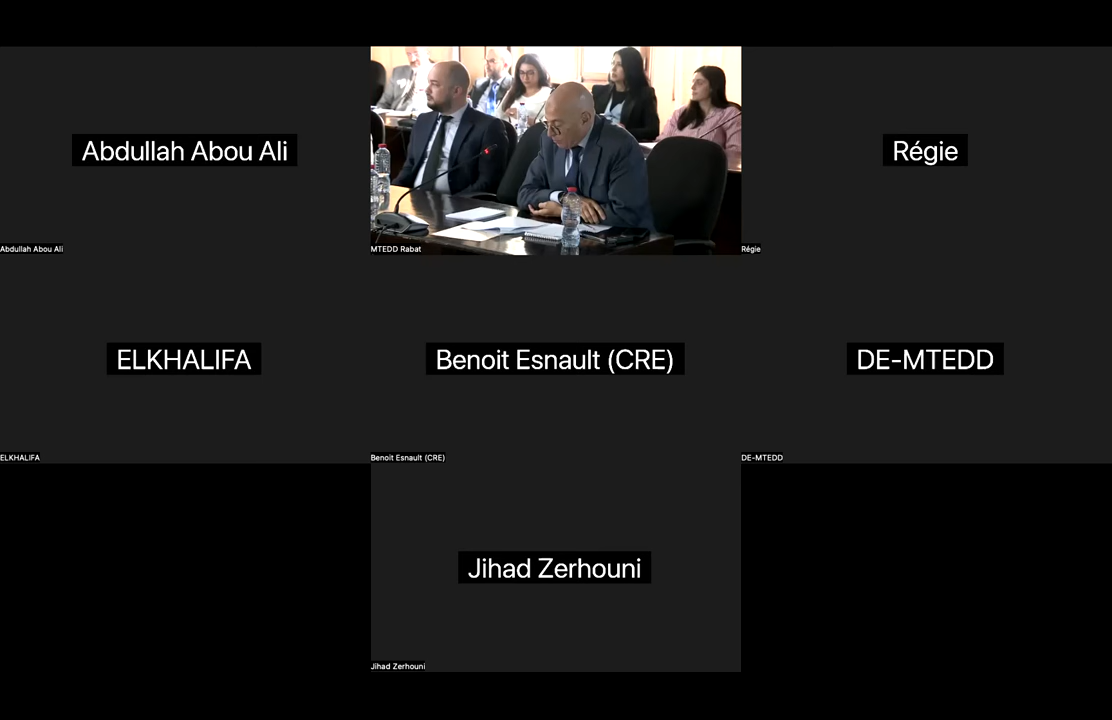 Abdullah Abou Ali
Régie
Abdullah Abou Ali
MTEDD Rabat
Régie
ELKHALIFA
Benoit Esnault (CRE)
DE-MTEDD
ELKHALIFA
Benoit Esnault (CRE)
DE-MTEDD
Jihad Zerhouni
Jihad Zerhouni